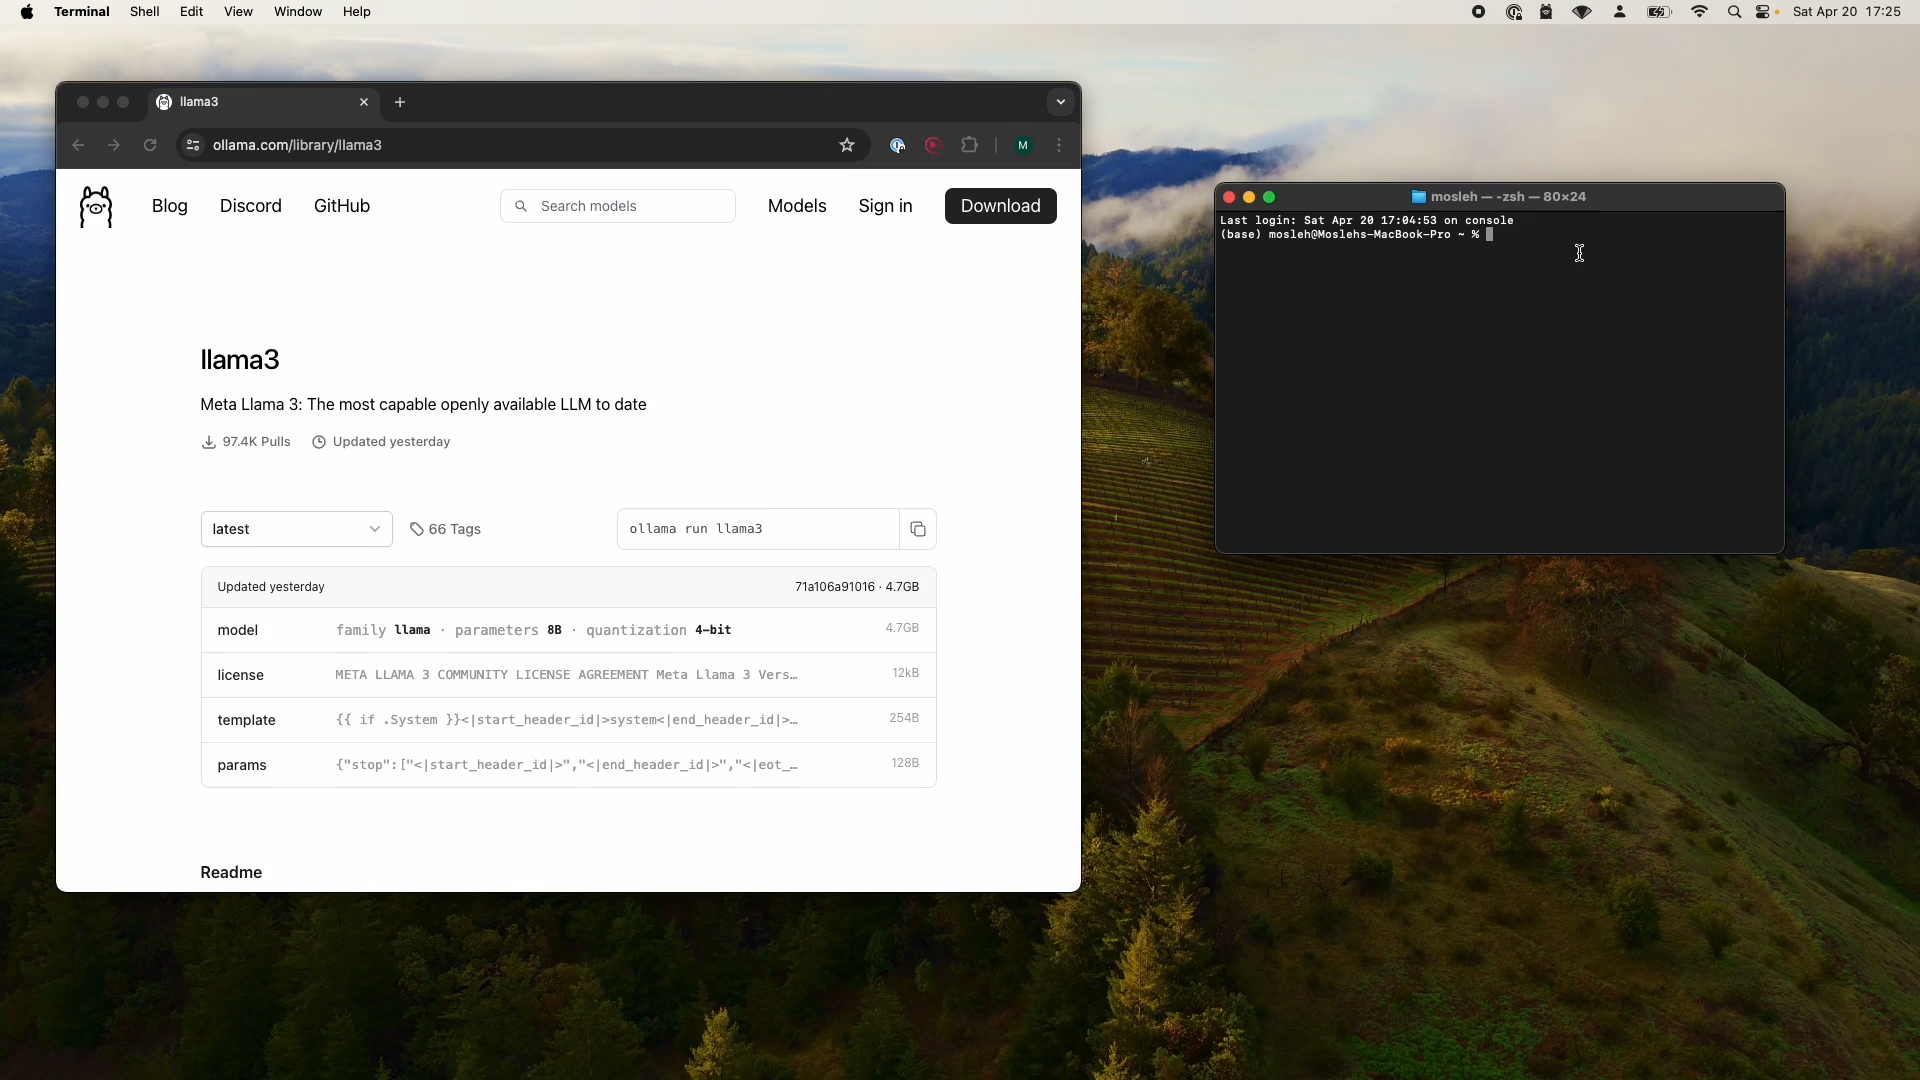 Terminal Shell Edit View Window Help
Sat Apr 20 17:25
llama3
ollama.com/library/llama3
M
Blog Discord GitHub
Search models
Models Sign in Download
llama3
Meta Llama 3: The most capable openly available LLM to date
97.4K Pulls Updated yesterday
latest 66 Tags
ollama run llama3
Updated yesterday 71a106a91016 · 4.7GB
model family llama · parameters 8B · quantization 4-bit 4.7GB
license META LLAMA 3 COMMUNITY LICENSE AGREEMENT Meta Llama 3 Vers… 12kB
template {{ if .System }}<|start_header_id|>system<|end_header_id|>… 254B
params {"stop":["<|start_header_id|>","<|end_header_id|>","<|eot_… 128B
Readme
mosleh — -zsh — 80×24
Last login: Sat Apr 20 17:04:53 on console
(base) mosleh@Moslehs-MacBook-Pro ~ %